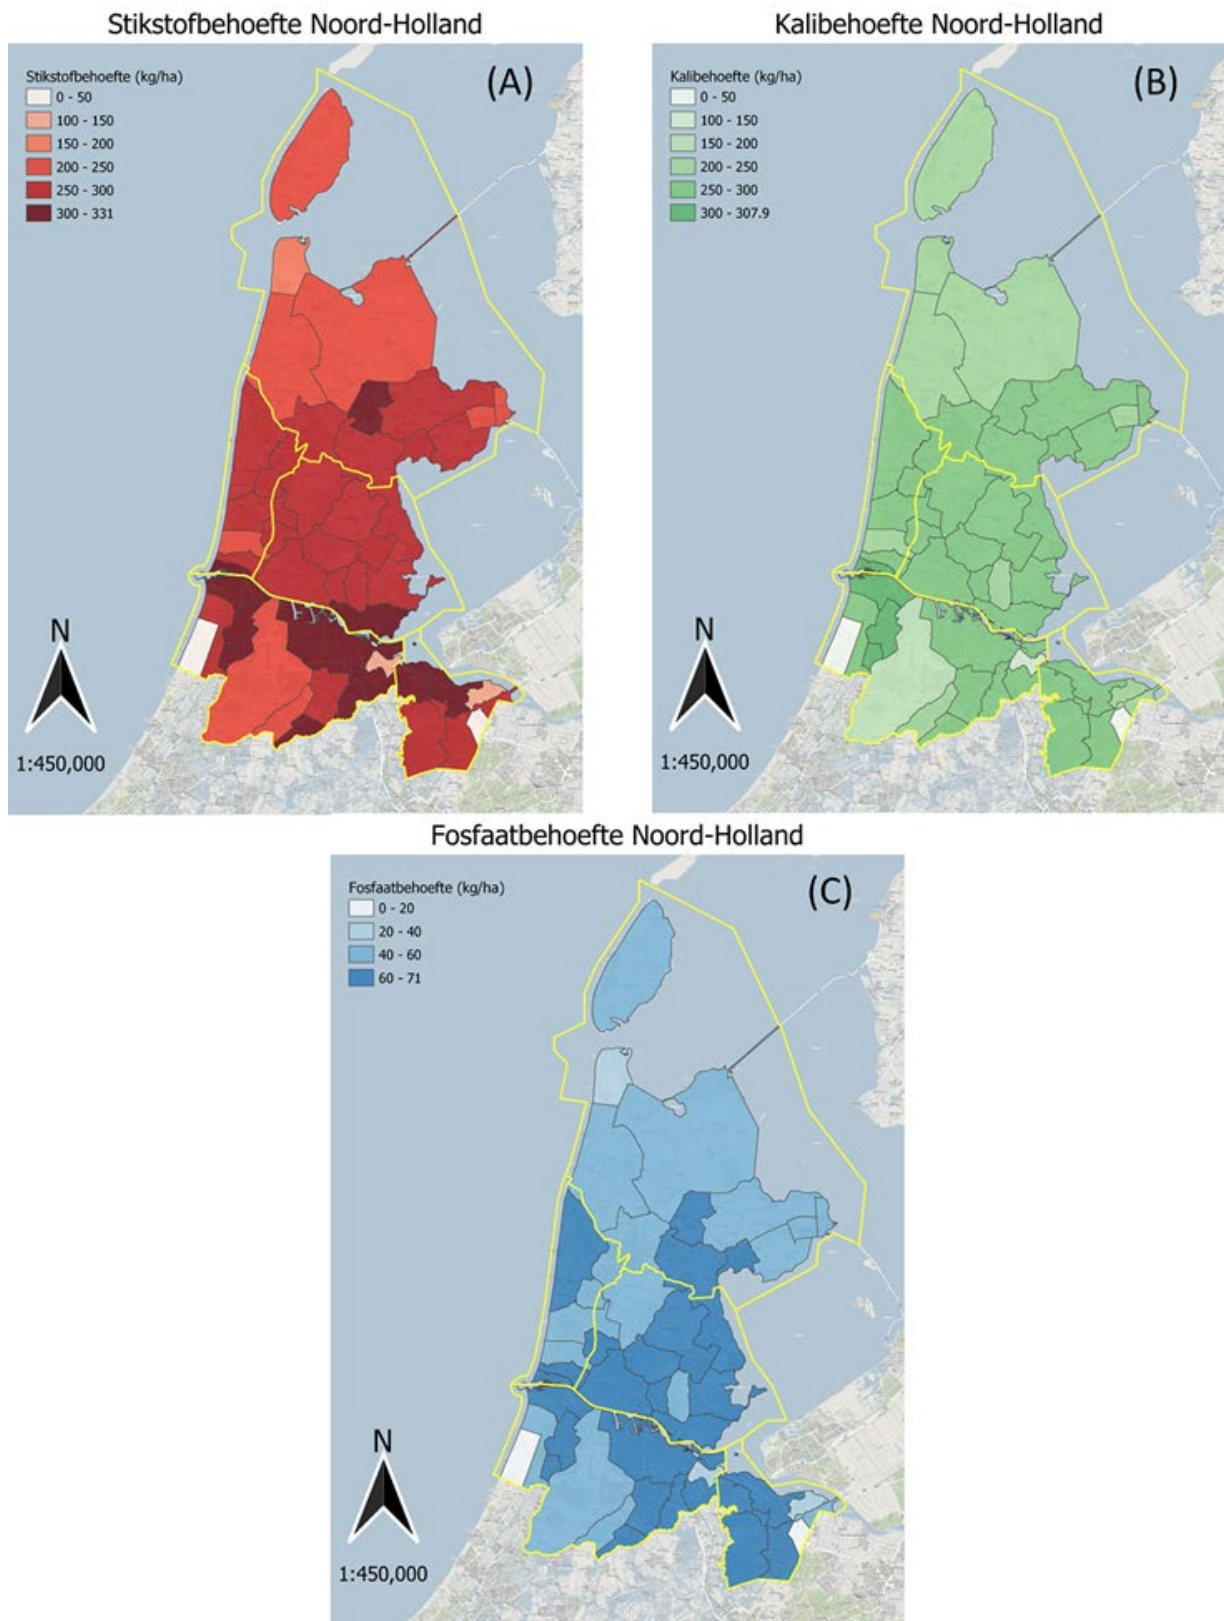 Stikstofbehoefte Noord-Holland
Stikstofbehoefte (kg/ha)
0 - 50
100 - 150
150 - 200
200 - 250
250 - 300
300 - 331
(A)
N
1:450,000
Kalibehoefte Noord-Holland
Kalibehoefte (kg/ha)
0 - 50
100 - 150
150 - 200
200 - 250
250 - 300
300 - 307.9
(B)
N
1:450,000
Fosfaatbehoefte Noord-Holland
Fosfaatbehoefte (kg/ha)
0 - 20
20 - 40
40 - 60
60 - 71
(C)
N
1:450,000